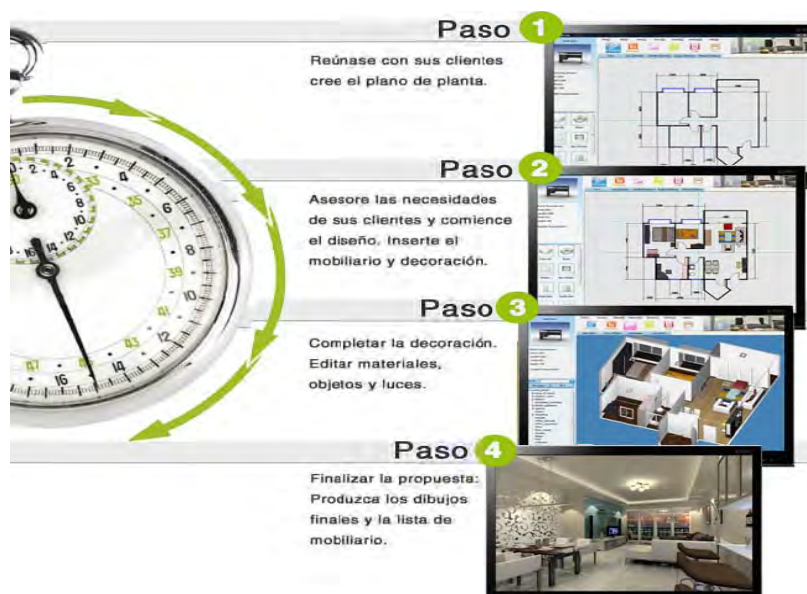 Paso 1
Reúnase con sus clientes
cree el plano de planta.
Paso 2
Asesore las necesidades
de sus clientes y comience
el diseño. Inserte el
mobiliario y decoración.
Paso 3
Completar la decoración.
Editar materiales,
objetos y luces.
Paso 4
Finalizar la propuesta:
Produzca los dibujos
finales y la lista de
mobiliario.